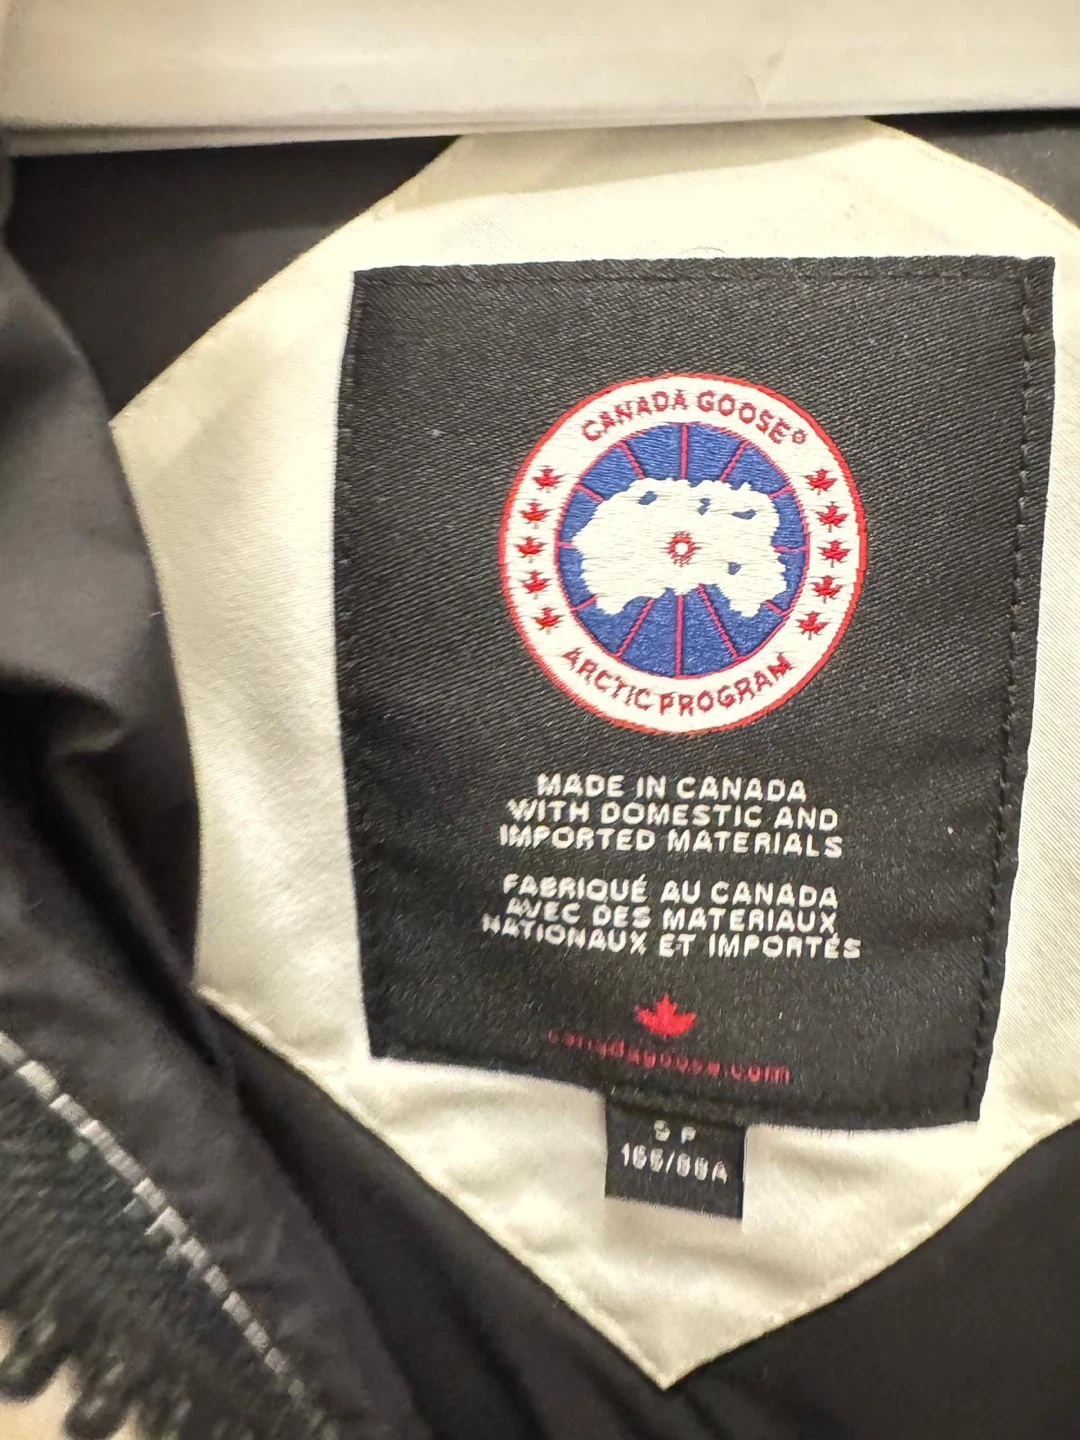 CANADA GOOSE
ARCTIC PROGRAM
MADE IN CANADA
WITH DOMESTIC AND
IMPORTED MATERIALS
FABRIQUÉ AU CANADA
AVEC DES MATERIAUX
NATIONAUX ET IMPORTÉS
canadagoose.com
S P